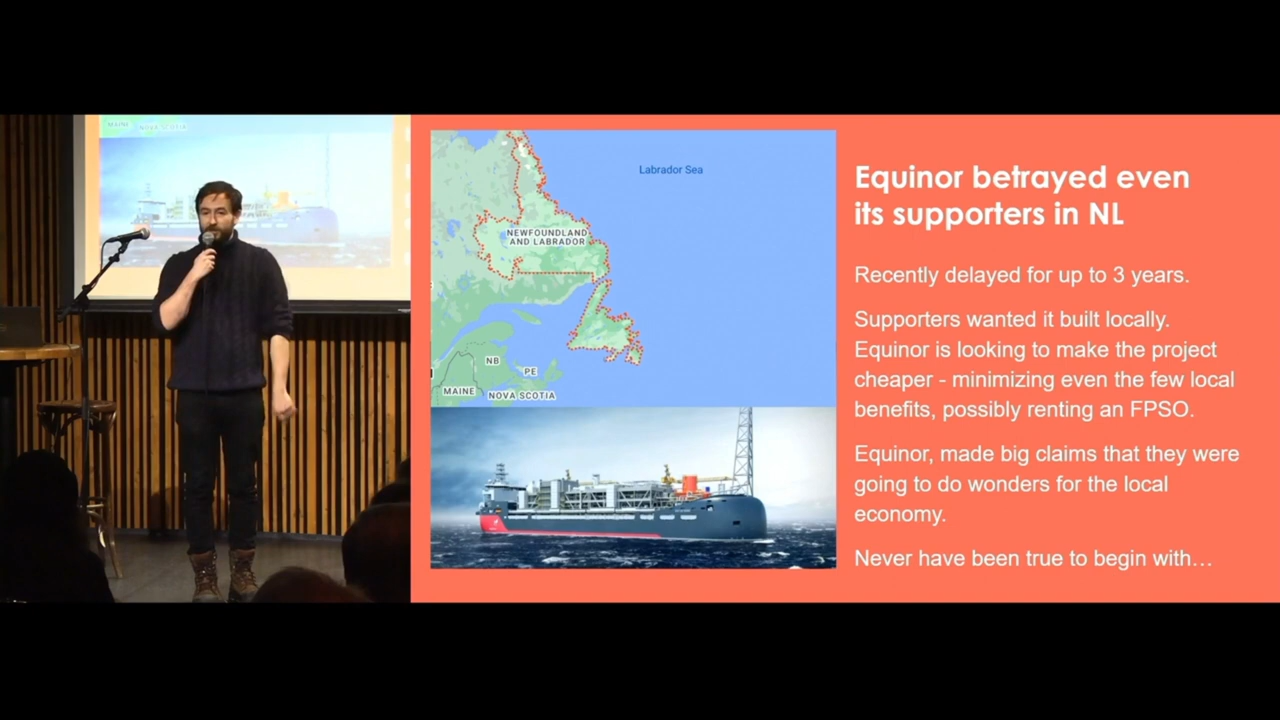 MAINE
NOVA SCOTIA
Labrador Sea
NEWFOUNDLAND
AND LABRADOR
NB
PE
MAINE
NOVA SCOTIA
Equinor betrayed even
its supporters in NL
Recently delayed for up to 3 years.
Supporters wanted it built locally.
Equinor is looking to make the project
cheaper - minimizing even the few local
benefits, possibly renting an FPSO.
Equinor, made big claims that they were
going to do wonders for the local
economy.
Never have been true to begin with…